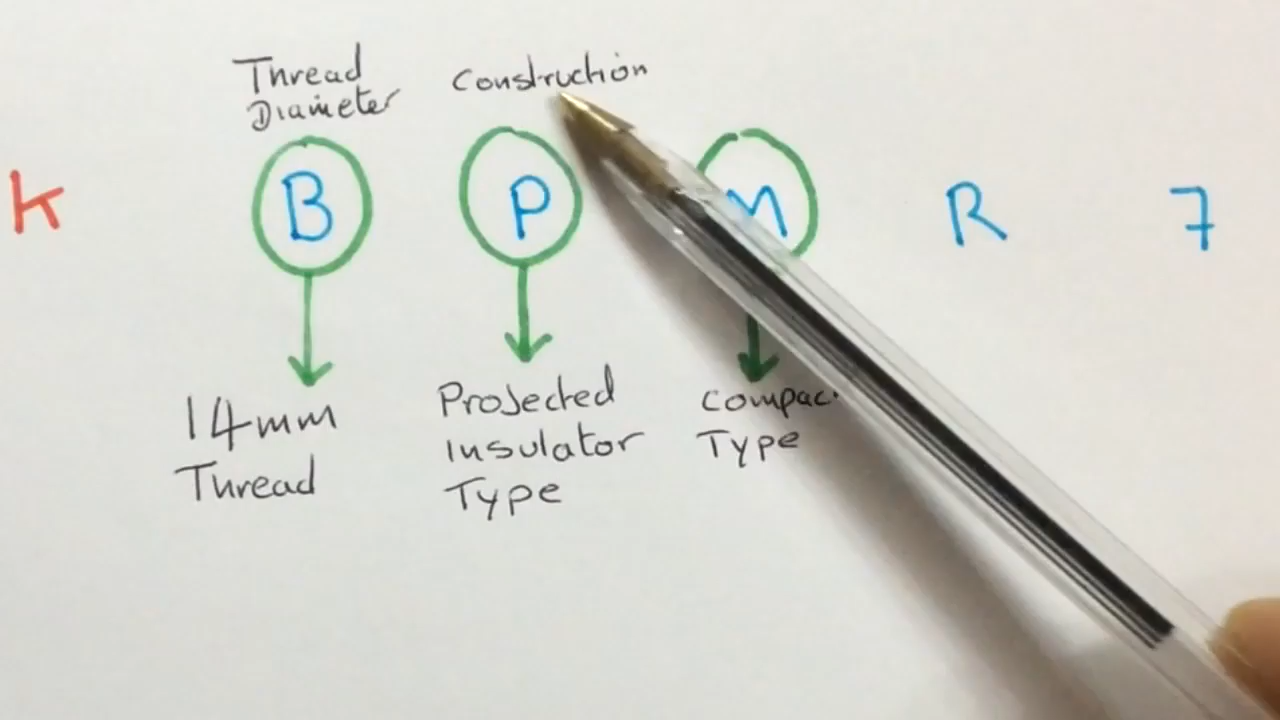 Thread
Diameter
Construction
K B P M R 7
14mm
Thread
Projected
Insulator
Type
Type